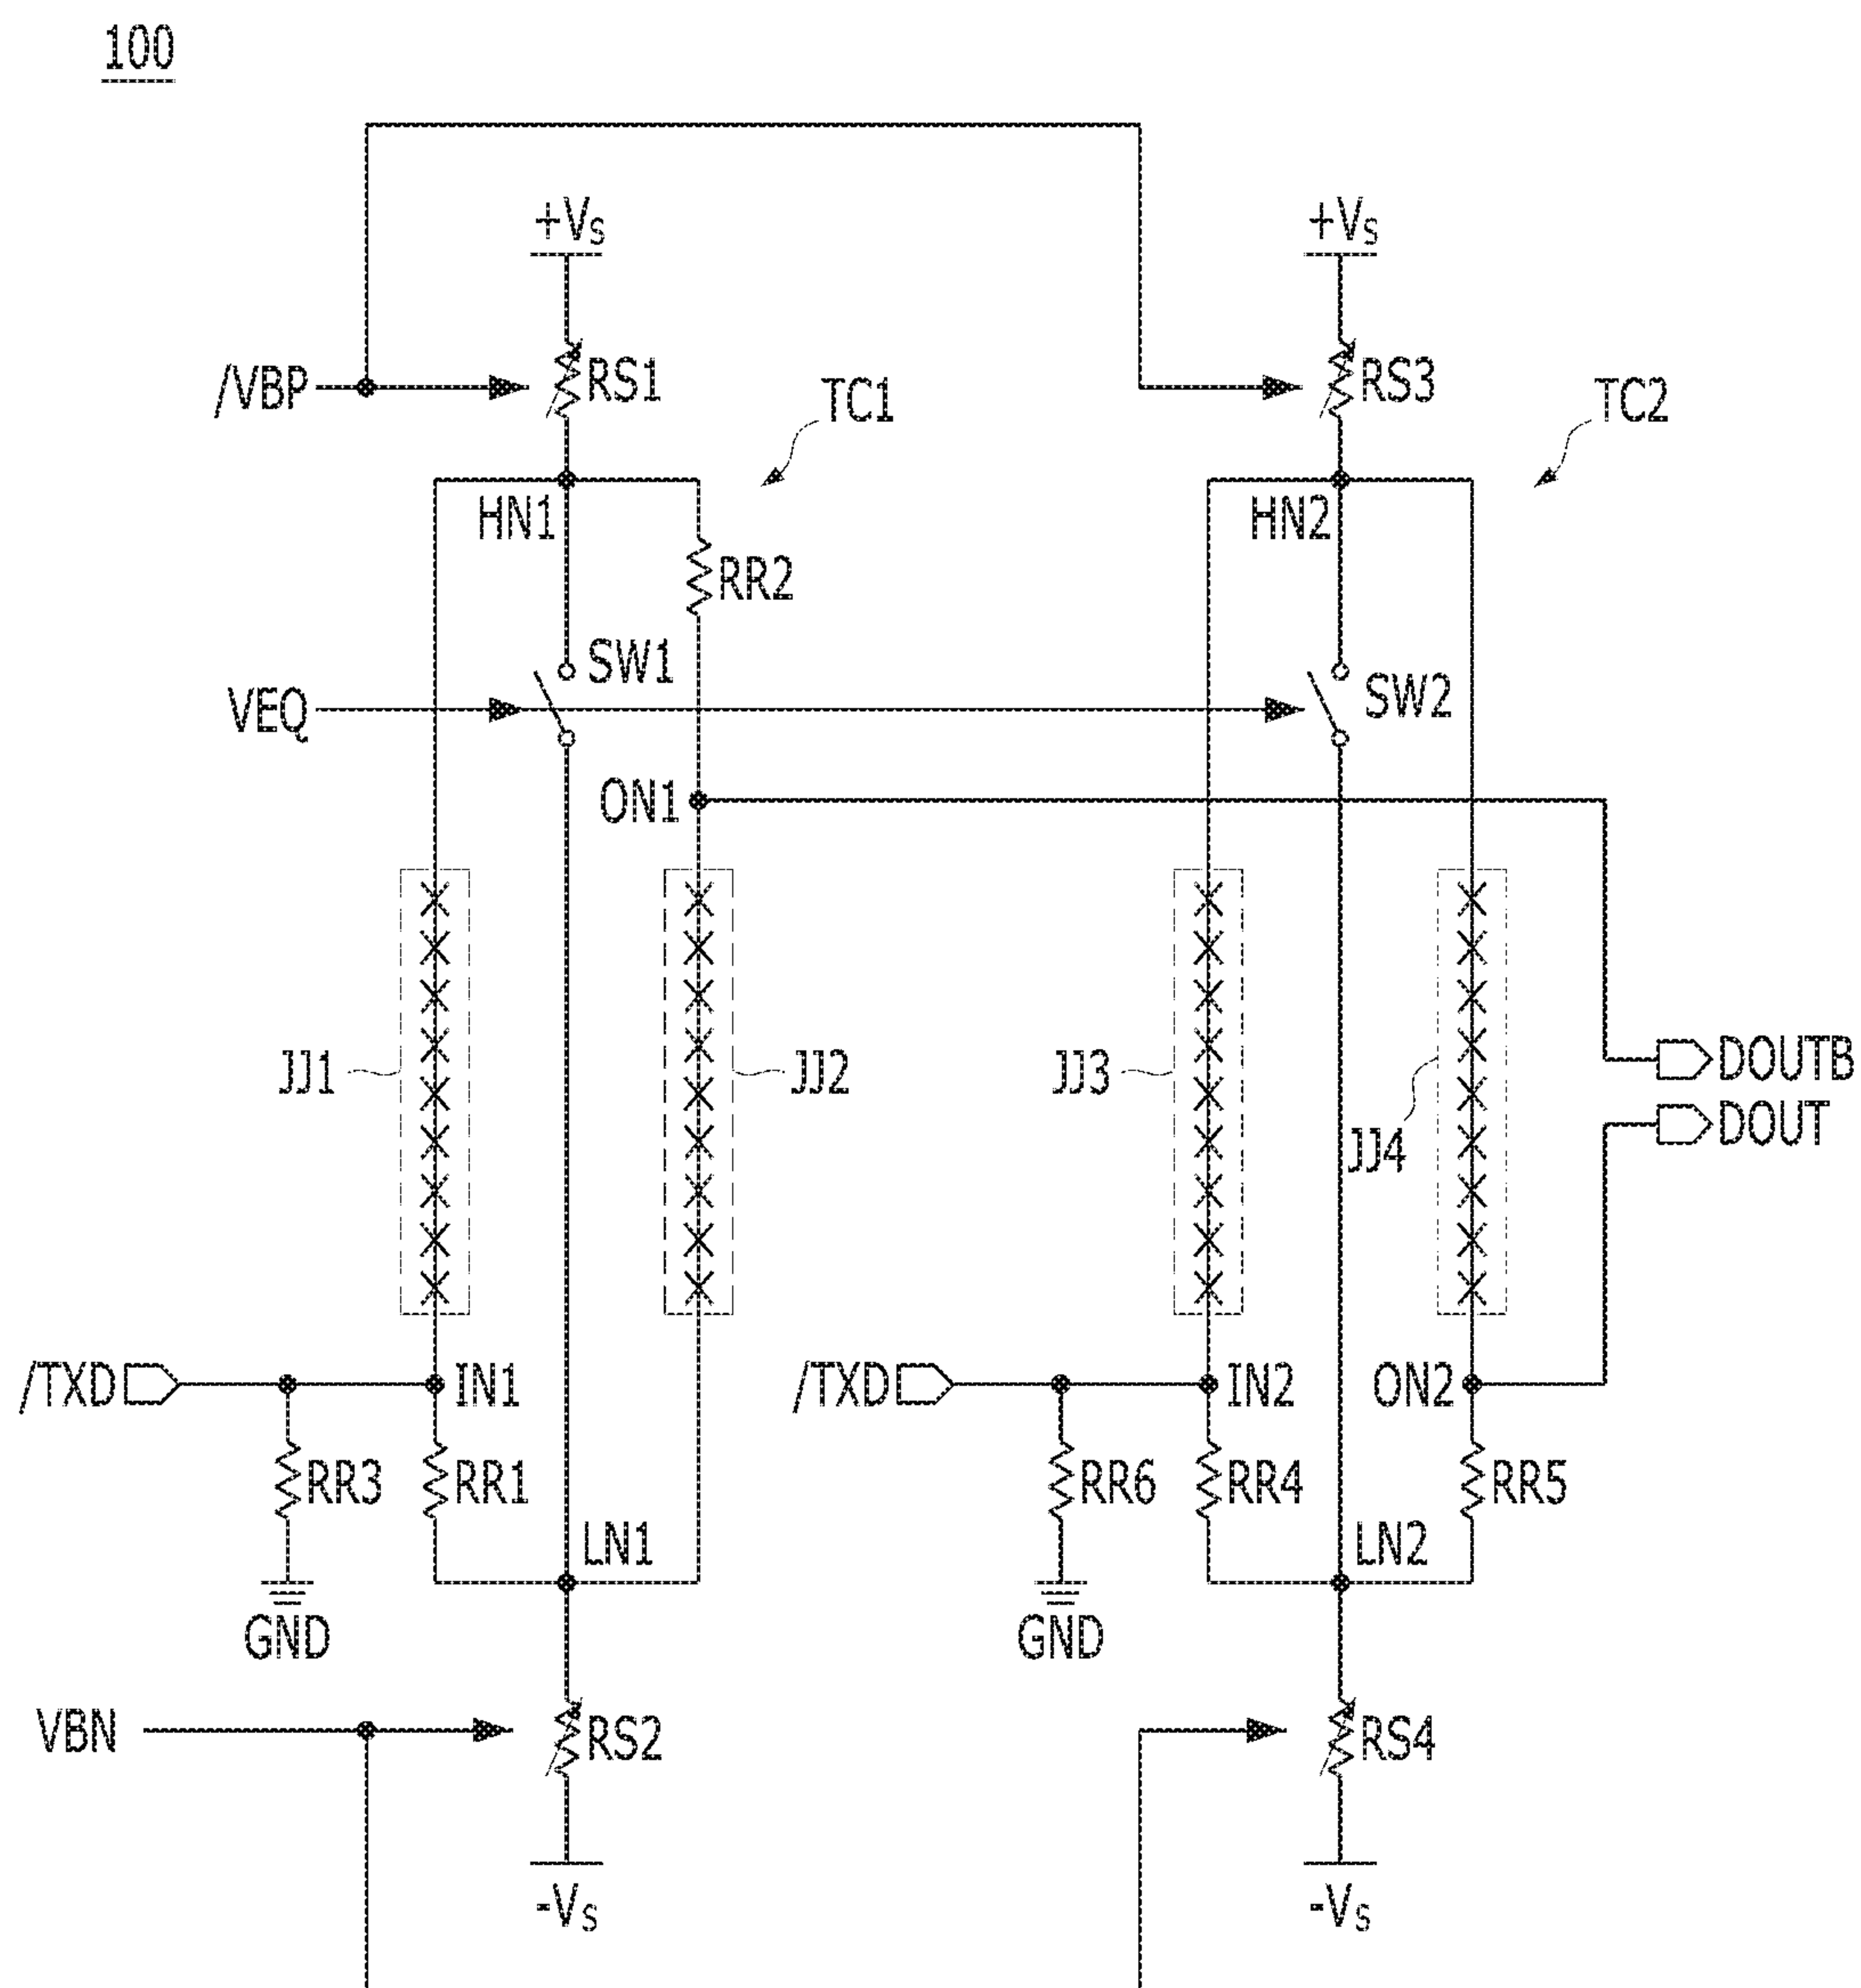 100
+VS +VS
/VBP RS1 TC1 RS3 TC2
HN1 HN2
RR2
SW1
VEQ SW2
ON1
JJ1 JJ2 JJ3 DOUTB
JJ4 DOUT
/TXD IN1 /TXD IN2 ON2
RR3 RR1 RR6 RR4 RR5
LN1 LN2
GND GND
VBN RS2 RS4
-VS -VS